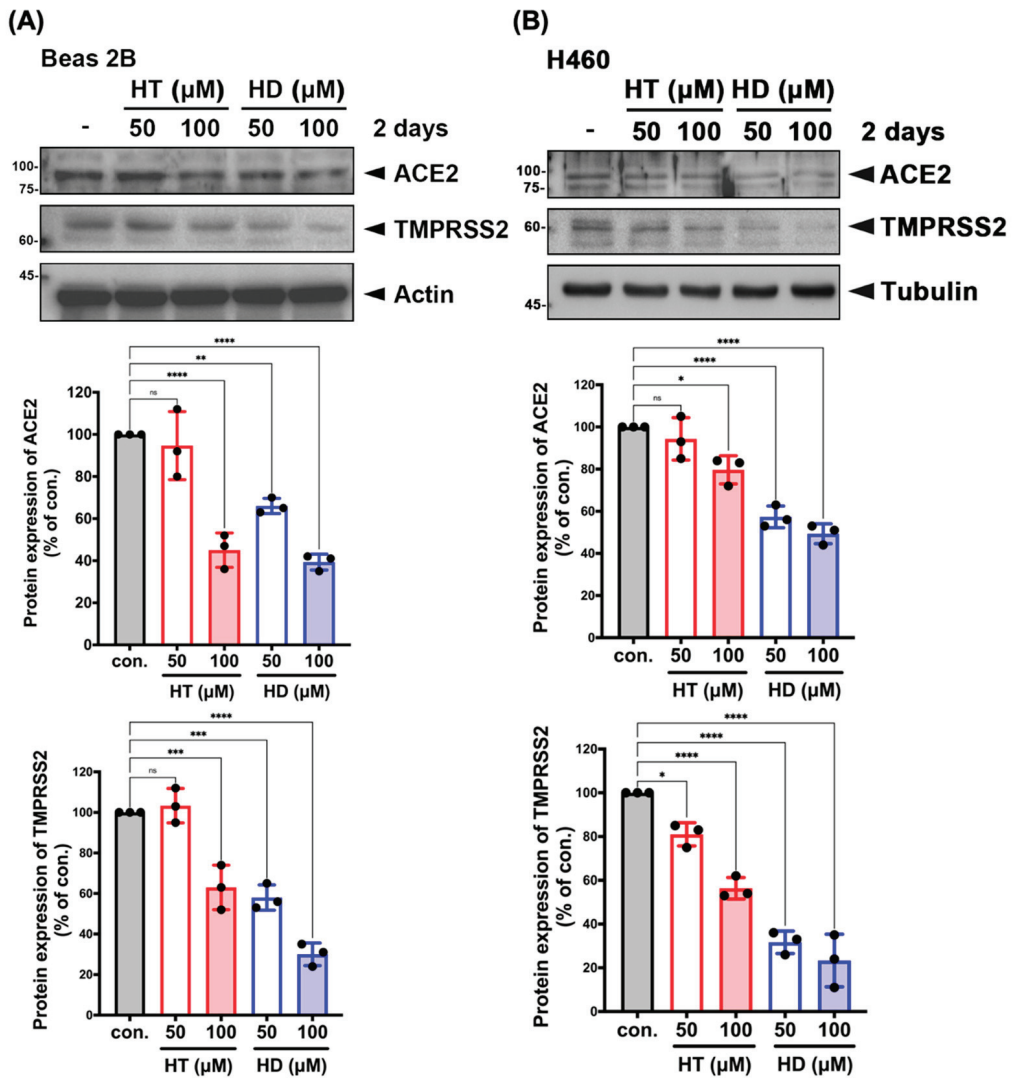 (A)
Beas 2B
HT (μM) HD (μM)
- 50 100 50 100 2 days
100-
75-
ACE2
60-
TMPRSS2
45-
Actin
Protein expression of ACE2
(% of con.)
120
100
80
60
40
20
0
ns
****
**
****
con. 50 100 50 100
HT (μM) HD (μM)
Protein expression of TMPRSS2
(% of con.)
120
100
80
60
40
20
0
ns
***
***
****
con. 50 100 50 100
HT (μM) HD (μM)
(B)
H460
HT (μM) HD (μM)
- 50 100 50 100 2 days
100-
75-
ACE2
60-
TMPRSS2
45-
Tubulin
Protein expression of ACE2
(% of con.)
120
100
80
60
40
20
0
ns
*
****
****
con. 50 100 50 100
HT (μM) HD (μM)
Protein expression of TMPRSS2
(% of con.)
120
100
80
60
40
20
0
*
****
****
****
con. 50 100 50 100
HT (μM) HD (μM)